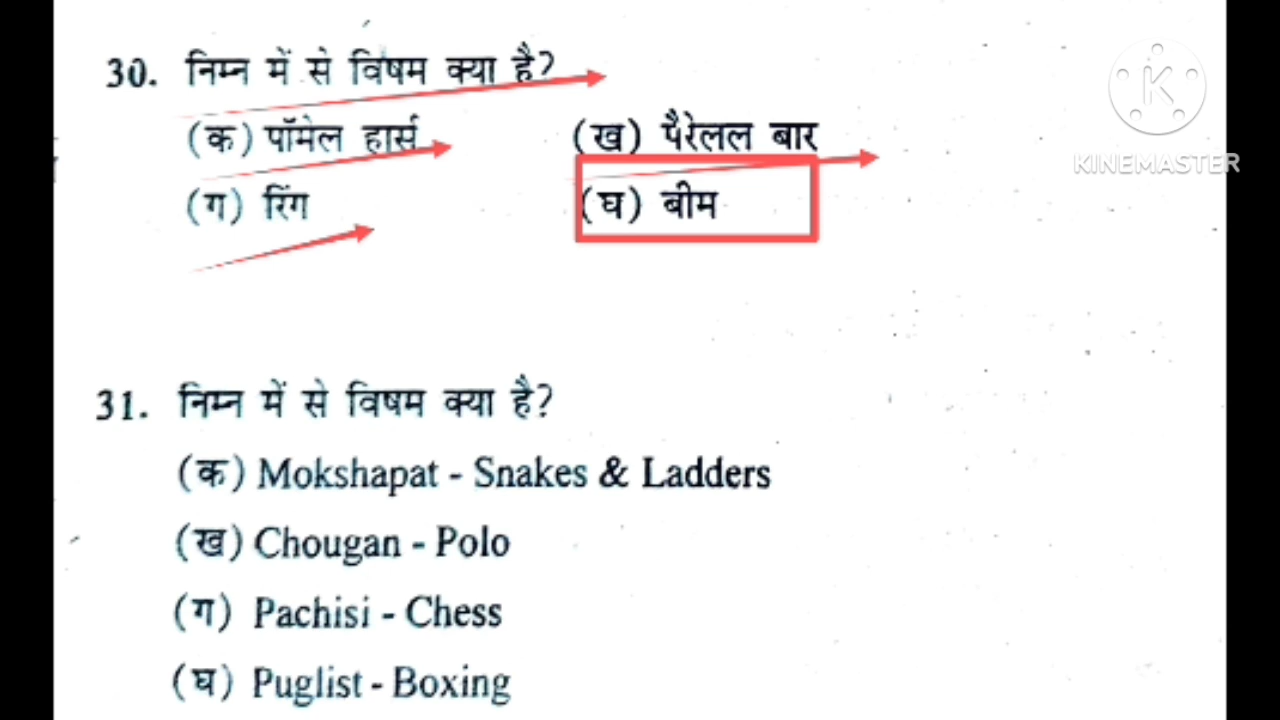 30. निम्न में से विषम क्या है?
(क) पॉमेल हार्स (ख) पैरेलल बार
(ग) रिंग (घ) बीम
K
KINEMASTER
31. निम्न में से विषम क्या है?
(क) Mokshapat - Snakes & Ladders
(ख) Chougan - Polo
(ग) Pachisi - Chess
(घ) Puglist - Boxing